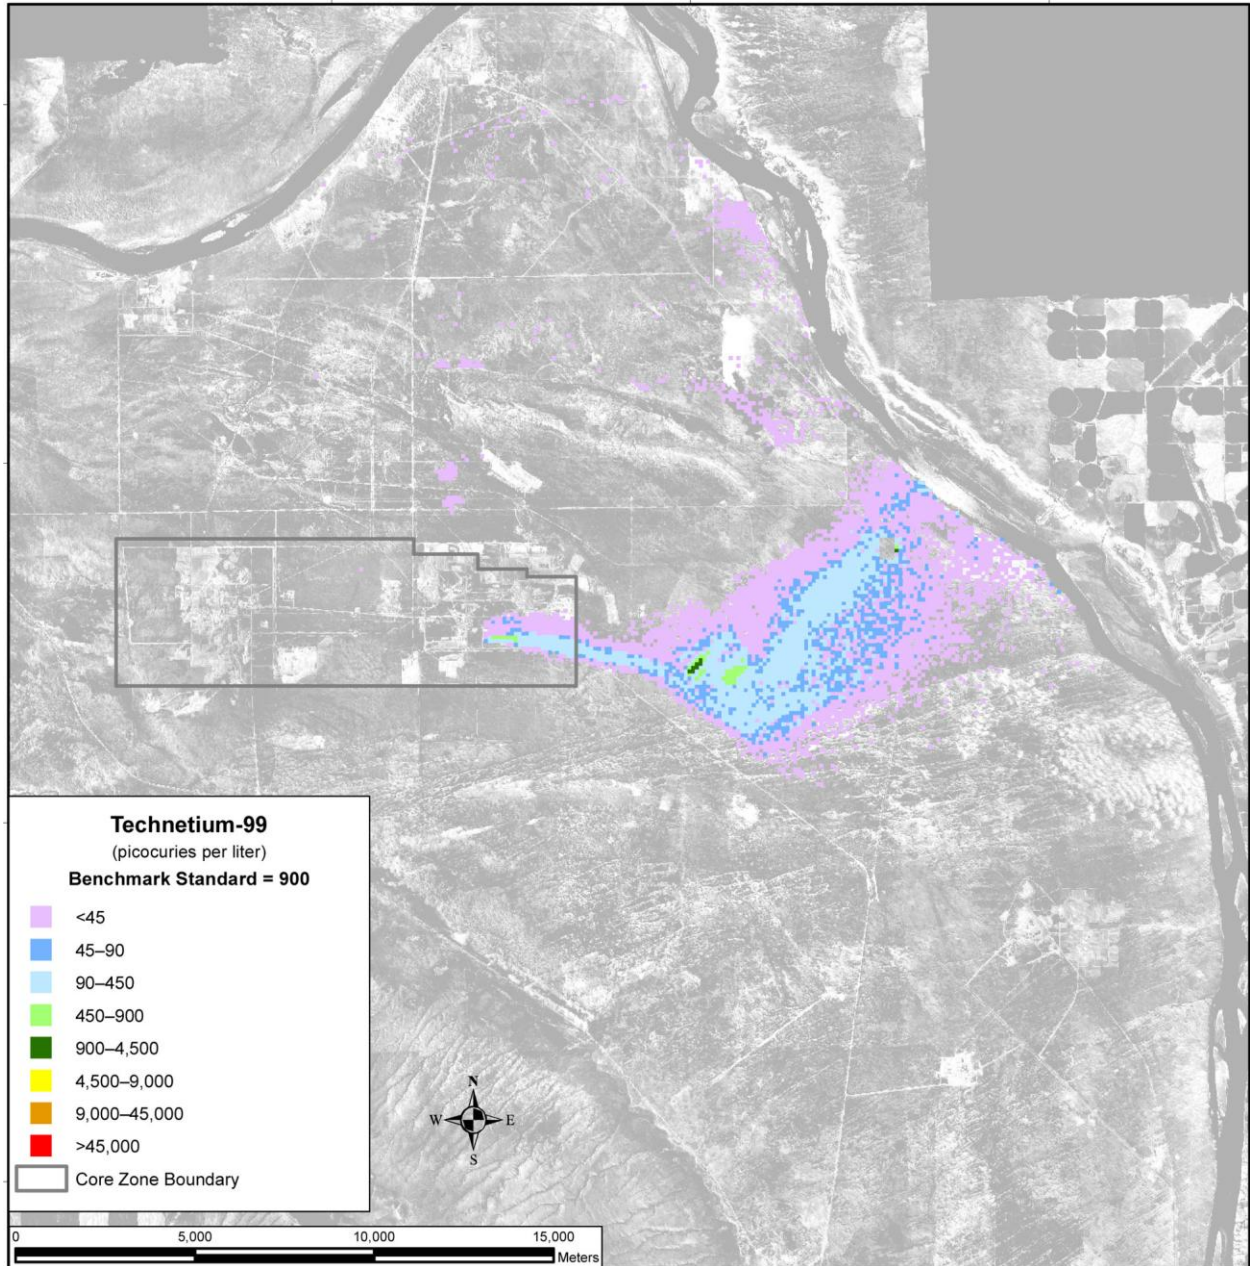 Technetium-99
(picocuries per liter)
Benchmark Standard = 900
<45
45–90
90–450
450–900
900–4,500
4,500–9,000
9,000–45,000
>45,000
Core Zone Boundary
N
W E
S
0 5,000 10,000 15,000
Meters